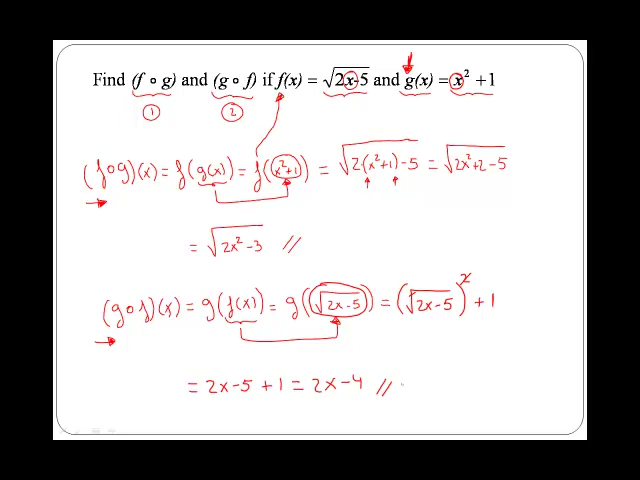 Find (f ∘ g) and (g ∘ f) if f(x) = √(2x-5) and g(x) = x² + 1
① ②
(f∘g)(x) = f(g(x)) = f(x²+1) = √(2(x²+1)-5) = √(2x²+2-5)
= √(2x²-3) //
(g∘f)(x) = g(f(x)) = g(√(2x-5)) = (√(2x-5))² + 1
= 2x-5+1 = 2x-4 //